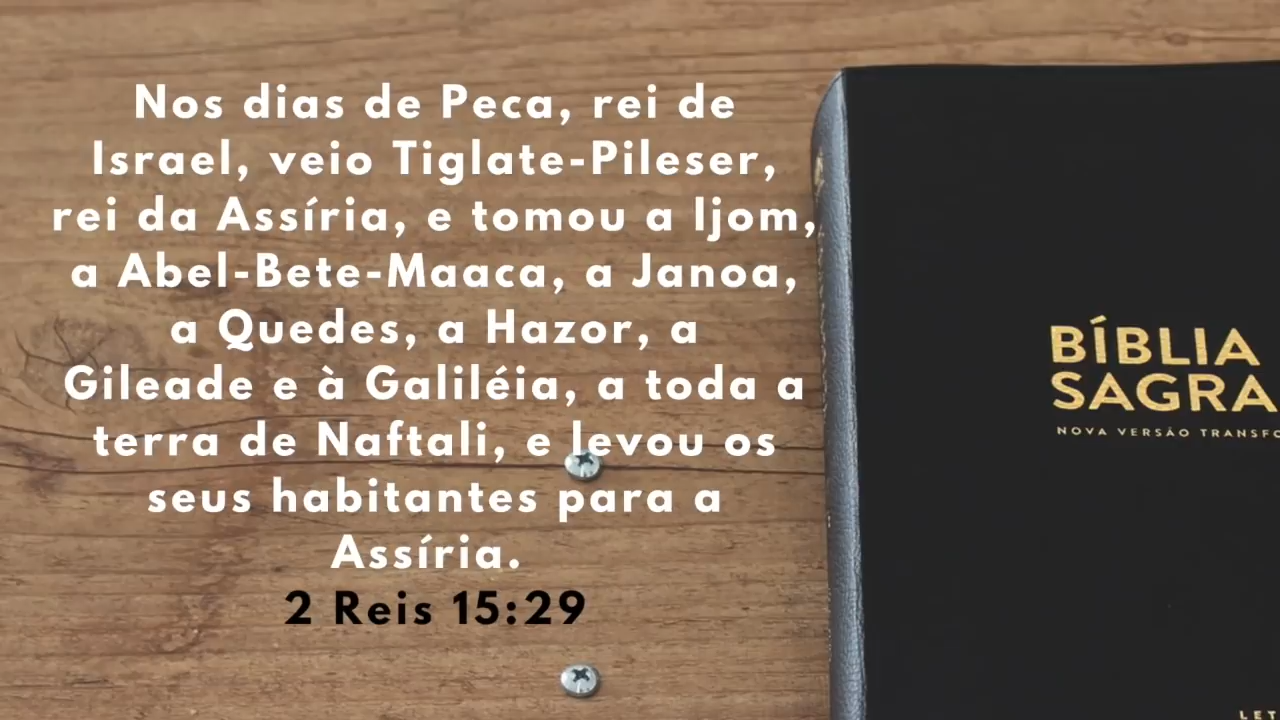 Nos dias de Peca, rei de
Israel, veio Tiglate-Pileser,
rei da Assíria, e tomou a Ijom,
a Abel-Bete-Maaca, a Janoa,
a Quedes, a Hazor, a
Gileade e à Galiléia, a toda a
terra de Naftali, e levou os
seus habitantes para a
Assíria.
2 Reis 15:29
BÍBLIA
SAGRA
NOVA VERSÃO TRANSFO
LET